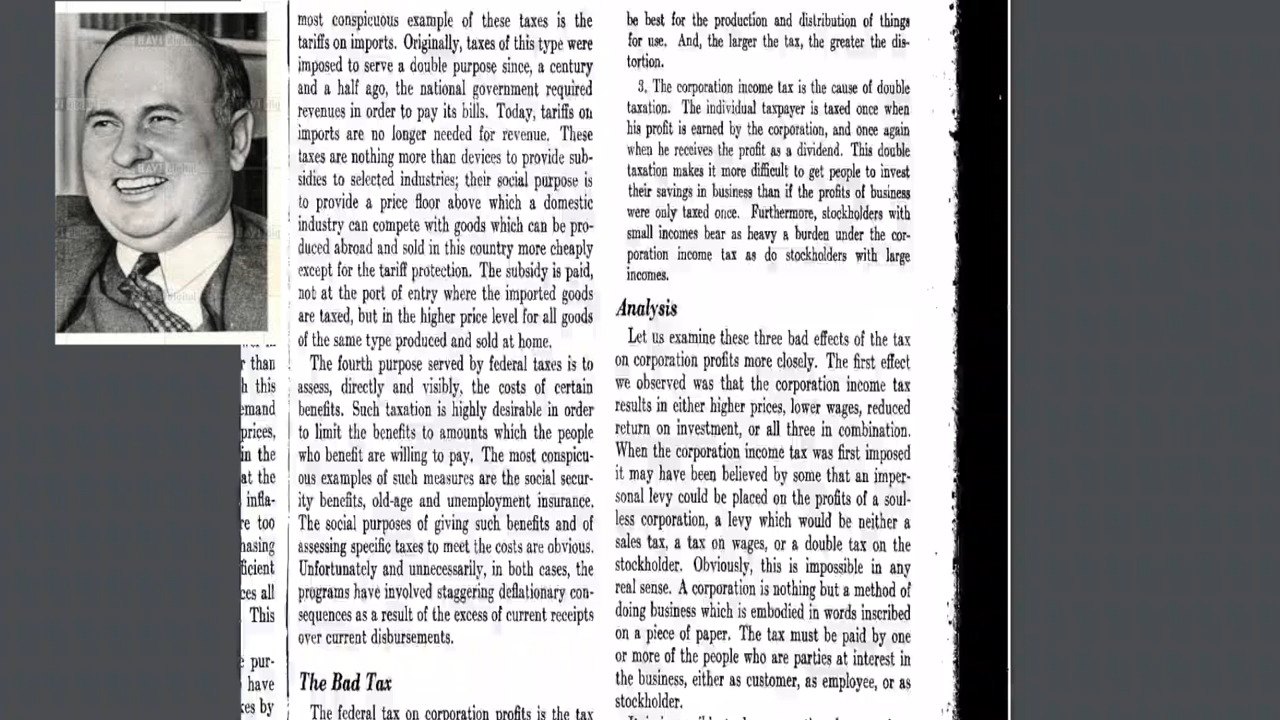 than
this
prices,
in the
at the
too
This
have
by
most conspicuous example of these taxes is the
tariffs on imports. Originally, taxes of this type were
imposed to serve a double purpose since, a century
and a half ago, the national government required
revenues in order to pay its bills. Today, tariffs on
imports are no longer needed for revenue. These
taxes are nothing more than devices to provide sub-
sidies to selected industries; their social purpose is
to provide a price floor above which a domestic
industry can compete with goods which can be pro-
duced abroad and sold in this country more cheaply
except for the tariff protection. The subsidy is paid,
not at the port of entry where the imported goods
are taxed, but in the higher price level for all goods
of the same type produced and sold at home.
The fourth purpose served by federal taxes is to
assess, directly and visibly, the costs of certain
benefits. Such taxation is highly desirable in order
to limit the benefits to amounts which the people
who benefit are willing to pay. The most conspicu-
ous examples of such measures are the social secur-
ity benefits, old-age and unemployment insurance.
The social purposes of giving such benefits and of
assessing specific taxes to meet the costs are obvious.
Unfortunately and unnecessarily, in both cases, the
programs have involved staggering deflationary con-
sequences as a result of the excess of current receipts
over current disbursements.
The Bad Tax
The federal tax on corporation profits is the tax
be best for the production and distribution of things
for use. And, the larger the tax, the greater the dis-
tortion.
3. The corporation income tax is the cause of double
taxation. The individual taxpayer is taxed once when
his profit is earned by the corporation, and once again
when he receives the profit as a dividend. This double
taxation makes it more difficult to get people to invest
their savings in business than if the profits of business
were only taxed once. Furthermore, stockholders with
small incomes bear as heavy a burden under the cor-
poration income tax as do stockholders with large
incomes.
Analysis
Let us examine these three bad effects of the tax
on corporation profits more closely. The first effect
we observed was that the corporation income tax
results in either higher prices, lower wages, reduced
return on investment, or all three in combination.
When the corporation income tax was first imposed
it may have been believed by some that an imper-
sonal levy could be placed on the profits of a soul-
less corporation, a levy which would be neither a
sales tax, a tax on wages, or a double tax on the
stockholder. Obviously, this is impossible in any
real sense. A corporation is nothing but a method of
doing business which is embodied in words inscribed
on a piece of paper. The tax must be paid by one
or more of the people who are parties at interest in
the business, either as customer, as employee, or as
stockholder.